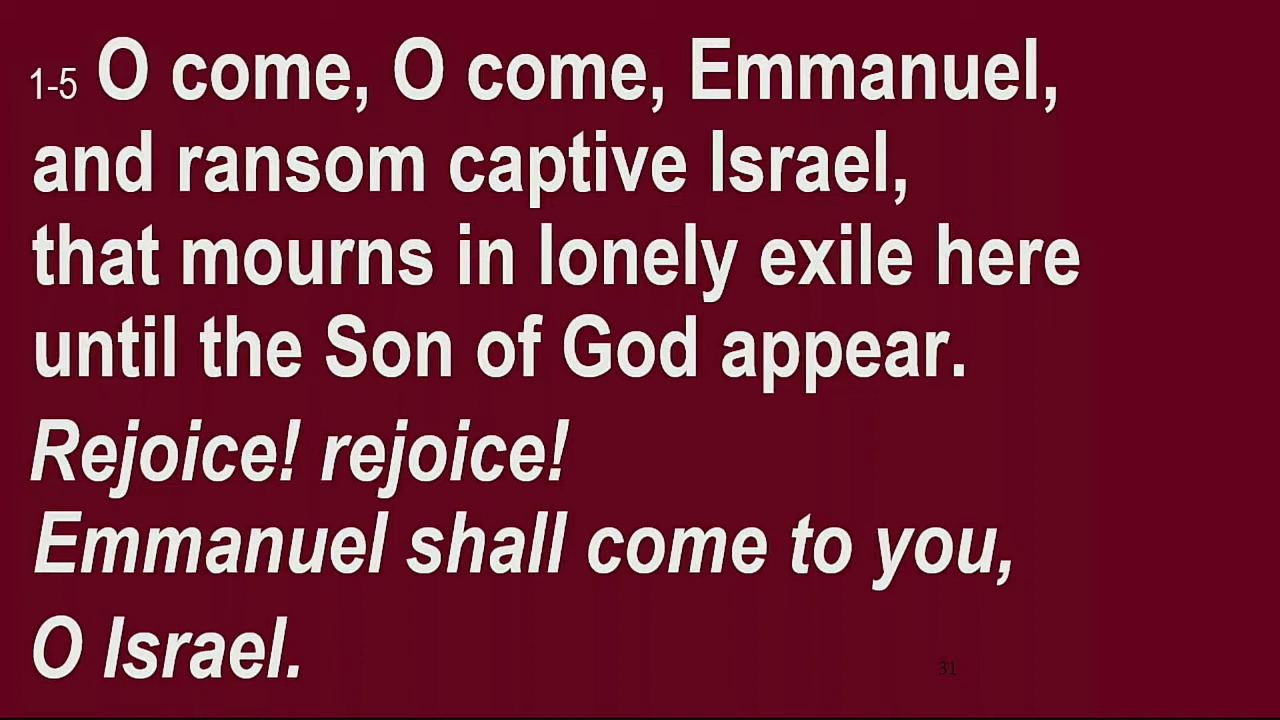 1-5 O come, O come, Emmanuel,
and ransom captive Israel,
that mourns in lonely exile here
until the Son of God appear.
Rejoice! rejoice!
Emmanuel shall come to you,
O Israel.
31